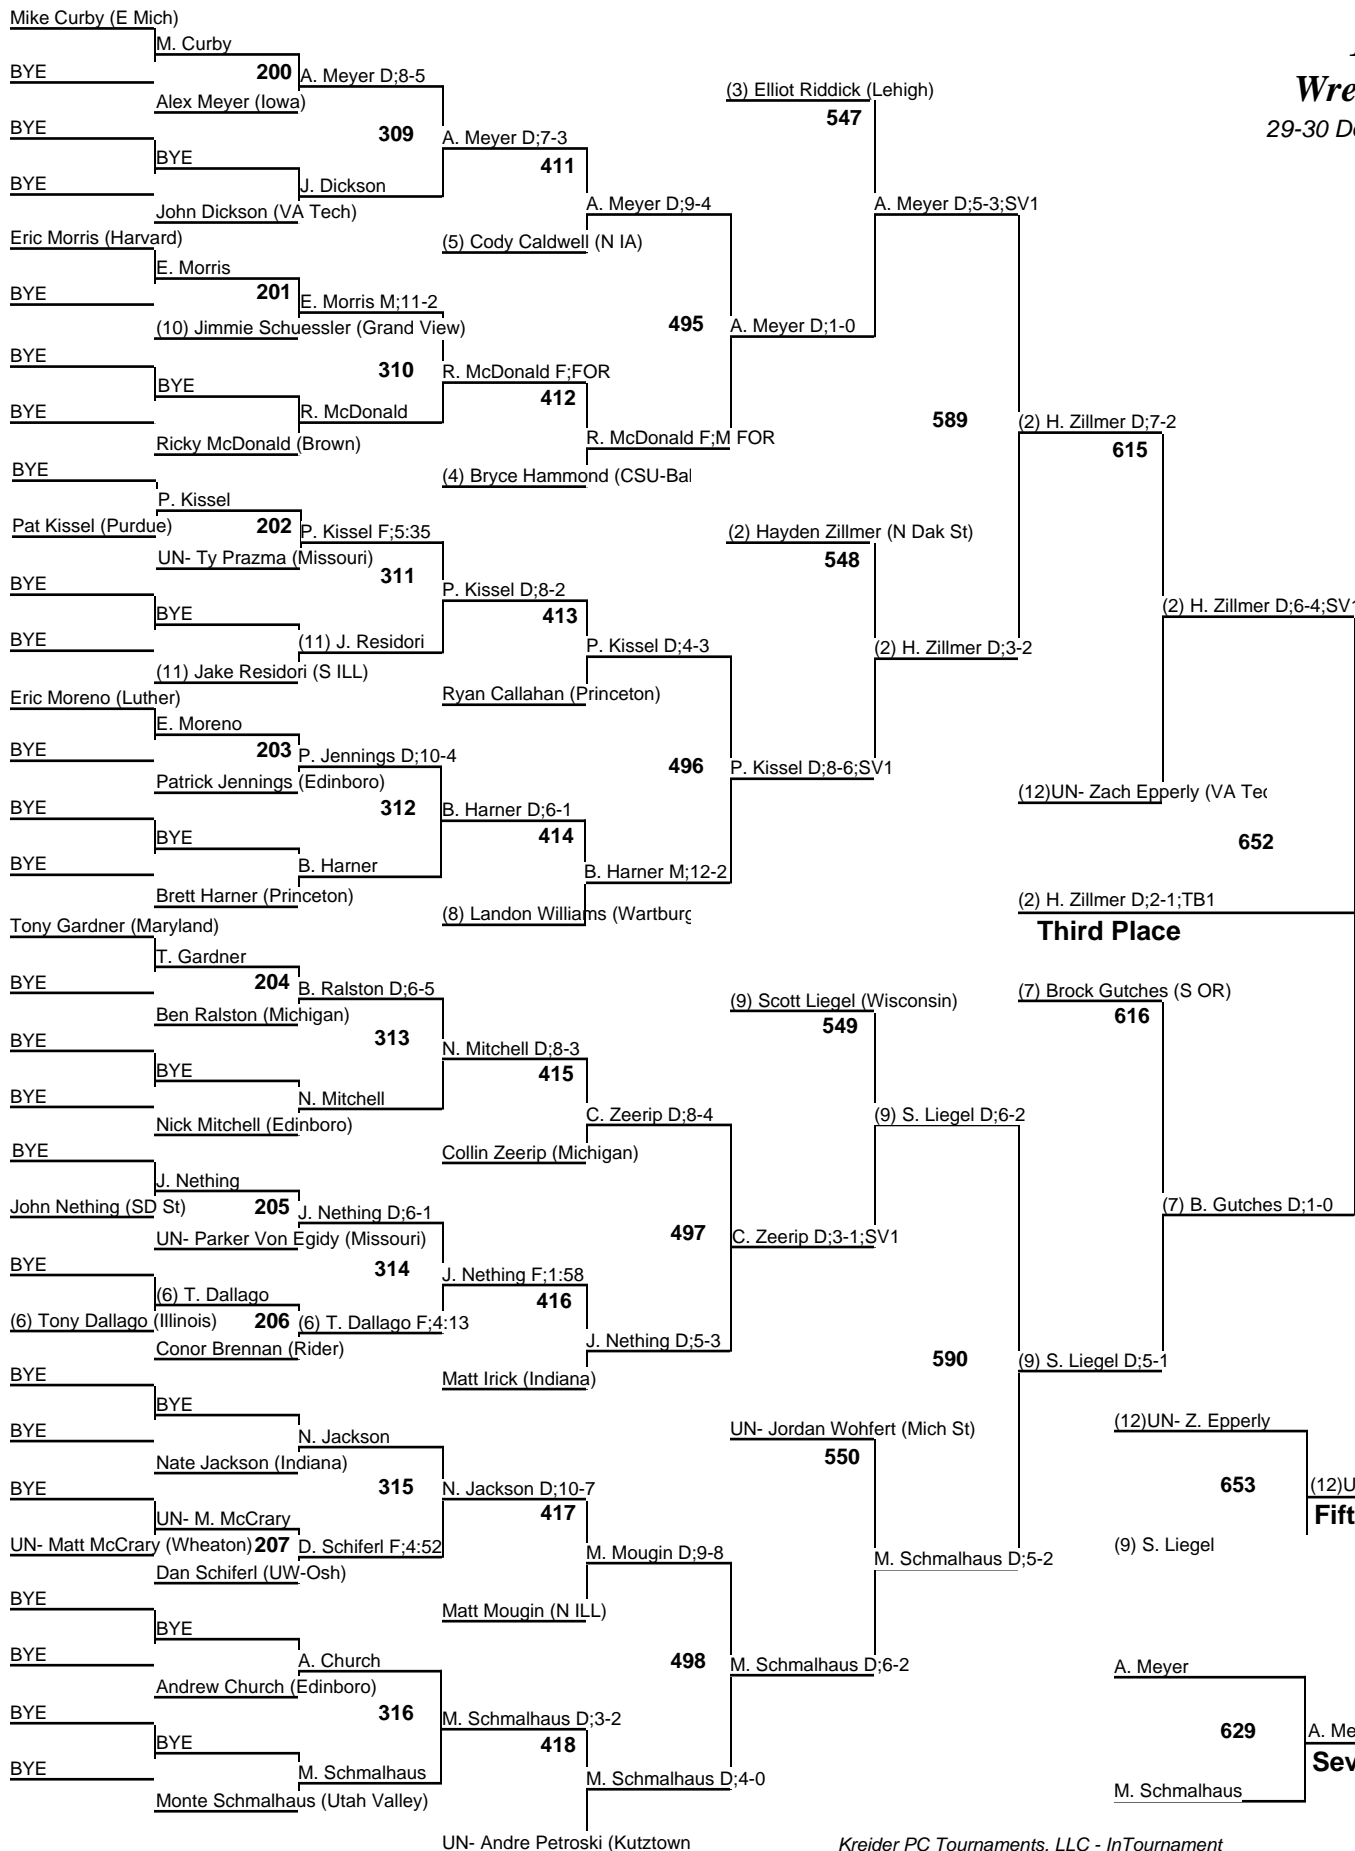 Mike Curby (E Mich)
M. Curby
BYE
200
A. Meyer D;8-5
Alex Meyer (Iowa)
BYE
309
A. Meyer D;7-3
BYE
BYE
J. Dickson
411
John Dickson (VA Tech)
A. Meyer D;9-4
Eric Morris (Harvard)
(5) Cody Caldwell (N IA)
E. Morris
BYE
201
E. Morris M;11-2
(10) Jimmie Schuessler (Grand View)
495
A. Meyer D;1-0
BYE
310
R. McDonald F;FOR
BYE
BYE
R. McDonald
412
Ricky McDonald (Brown)
R. McDonald F;M FOR
BYE
(4) Bryce Hammond (CSU-Bal
P. Kissel
Pat Kissel (Purdue)
202
P. Kissel F;5:35
UN- Ty Prazma (Missouri)
BYE
311
P. Kissel D;8-2
BYE
BYE
(11) J. Residori
413
P. Kissel D;4-3
(11) Jake Residori (S ILL)
Eric Moreno (Luther)
Ryan Callahan (Princeton)
E. Moreno
BYE
203
P. Jennings D;10-4
Patrick Jennings (Edinboro)
496
P. Kissel D;8-6;SV1
BYE
312
B. Harner D;6-1
BYE
BYE
B. Harner
414
B. Harner M;12-2
Brett Harner (Princeton)
(8) Landon Williams (Wartburg
Tony Gardner (Maryland)
T. Gardner
BYE
204
B. Ralston D;6-5
Ben Ralston (Michigan)
BYE
313
N. Mitchell D;8-3
BYE
BYE
N. Mitchell
415
C. Zeerip D;8-4
Nick Mitchell (Edinboro)
Collin Zeerip (Michigan)
BYE
J. Nething
John Nething (SD St)
205
J. Nething D;6-1
UN- Parker Von Egidy (Missouri)
497
C. Zeerip D;3-1;SV1
BYE
314
J. Nething F;1:58
(6) T. Dallago
(6) Tony Dallago (Illinois)
206
(6) T. Dallago F;4:13
416
Conor Brennan (Rider)
J. Nething D;5-3
BYE
Matt Irick (Indiana)
BYE
BYE
N. Jackson
Nate Jackson (Indiana)
BYE
315
N. Jackson D;10-7
UN- M. McCrary
UN- Matt McCrary (Wheaton)
207
D. Schiferl F;4:52
417
Dan Schiferl (UW-Osh)
M. Mougin D;9-8
BYE
Matt Mougin (N ILL)
BYE
BYE
A. Church
Andrew Church (Edinboro)
498
M. Schmalhaus D;6-2
BYE
316
M. Schmalhaus D;3-2
BYE
BYE
M. Schmalhaus
418
M. Schmalhaus D;4-0
Monte Schmalhaus (Utah Valley)
UN- Andre Petroski (Kutztown
(3) Elliot Riddick (Lehigh)
547
A. Meyer D;5-3;SV1
589
(2) H. Zillmer D;7-2
615
(2) Hayden Zillmer (N Dak St)
548
(2) H. Zillmer D;3-2
(2) H. Zillmer D;6-4;SV1
(12)UN- Zach Epperly (VA Tec
652
(2) H. Zillmer D;2-1;TB1
Third Place
(9) Scott Liegel (Wisconsin)
549
(7) Brock Gutches (S OR)
616
(9) S. Liegel D;6-2
(7) B. Gutches D;1-0
590
(9) S. Liegel D;5-1
UN- Jordan Wohfert (Mich St)
550
M. Schmalhaus D;5-2
(12)UN- Z. Epperly
653
(12)U
Fift
(9) S. Liegel
A. Meyer
629
A. Me
Sev
M. Schmalhaus
Wre
29-30 D
Kreider PC Tournaments, LLC - InTournament